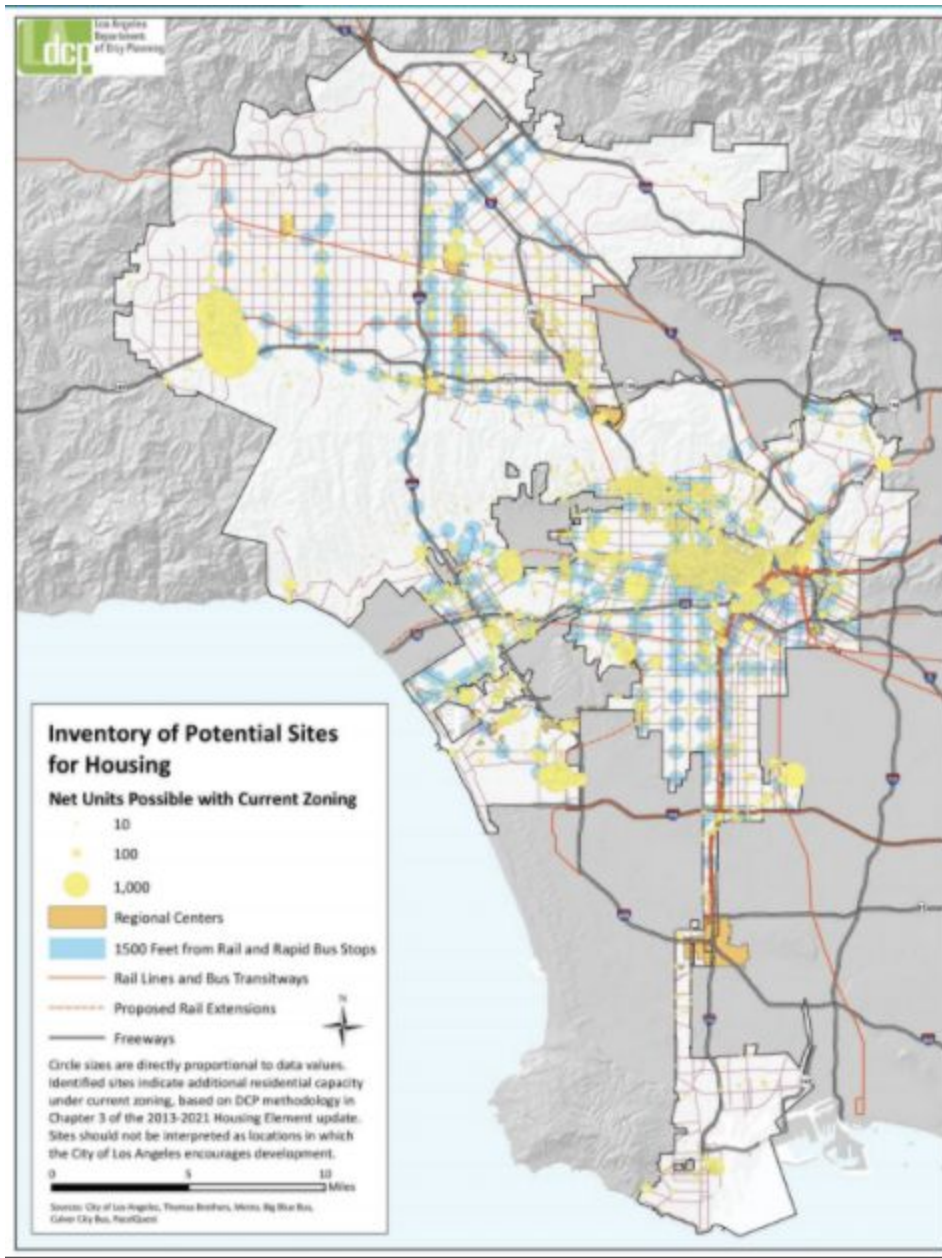 Los Angeles
Department
of City Planning
dcp
Inventory of Potential Sites
for Housing
Net Units Possible with Current Zoning
10
100
1,000
Regional Centers
1500 Feet from Rail and Rapid Bus Stops
Rail Lines and Bus Transitways
Proposed Rail Extensions
N
Freeways
Circle sizes are directly proportional to data values.
Identified sites indicate additional residential capacity
under current zoning, based on DCP methodology in
Chapter 3 of the 2013-2021 Housing Element update.
Sites should not be interpreted as locations in which
the City of Los Angeles encourages development.
0 5 10
Miles
Sources: City of Los Angeles, Thomas Brothers, Metro, Big Blue Bus,
Culver City Bus,